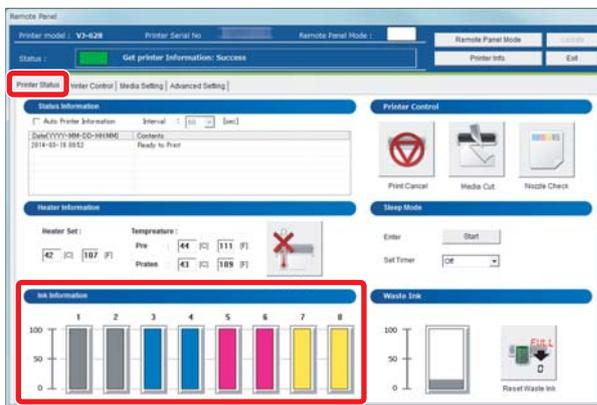 Remote Panel
Printer model : VJ-628 Printer Serial No Remote Panel Mode :
Remote Panel Mode
Status : Get printer Information: Success
Printer Info. Exit
Printer Status Printer Control Media Setting Advanced Setting
Status Information
Auto Printer Information Interval : 60 [sec]
Date(YYYY-MM-DD-HH:MM) Contents
Ready to Print
Printer Control
Print Cancel Media Cut Nozzle Check
Heater Information
Heater Set : Tempreature :
42 [C] 107 [F]
Pre : 44 [C] 111 [F]
Praten : 43 [C] 109 [F]
Sleep Mode
Enter Start
Set Timer Off
Ink Information
1 2 3 4 5 6 7 8
100
50
0
Waste Ink
100
50
0
FULL
0
Reset Waste Ink